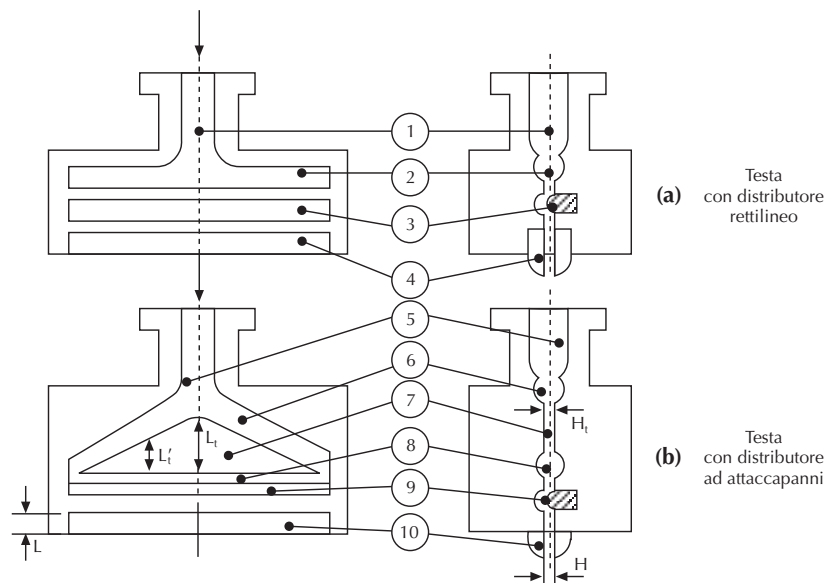 1
2
(a)
Testa
con distributore
rettilineo
3
4
5
6
7
L't
Lt
Ht
8
(b)
Testa
con distributore
ad attaccapanni
9
10
L
H